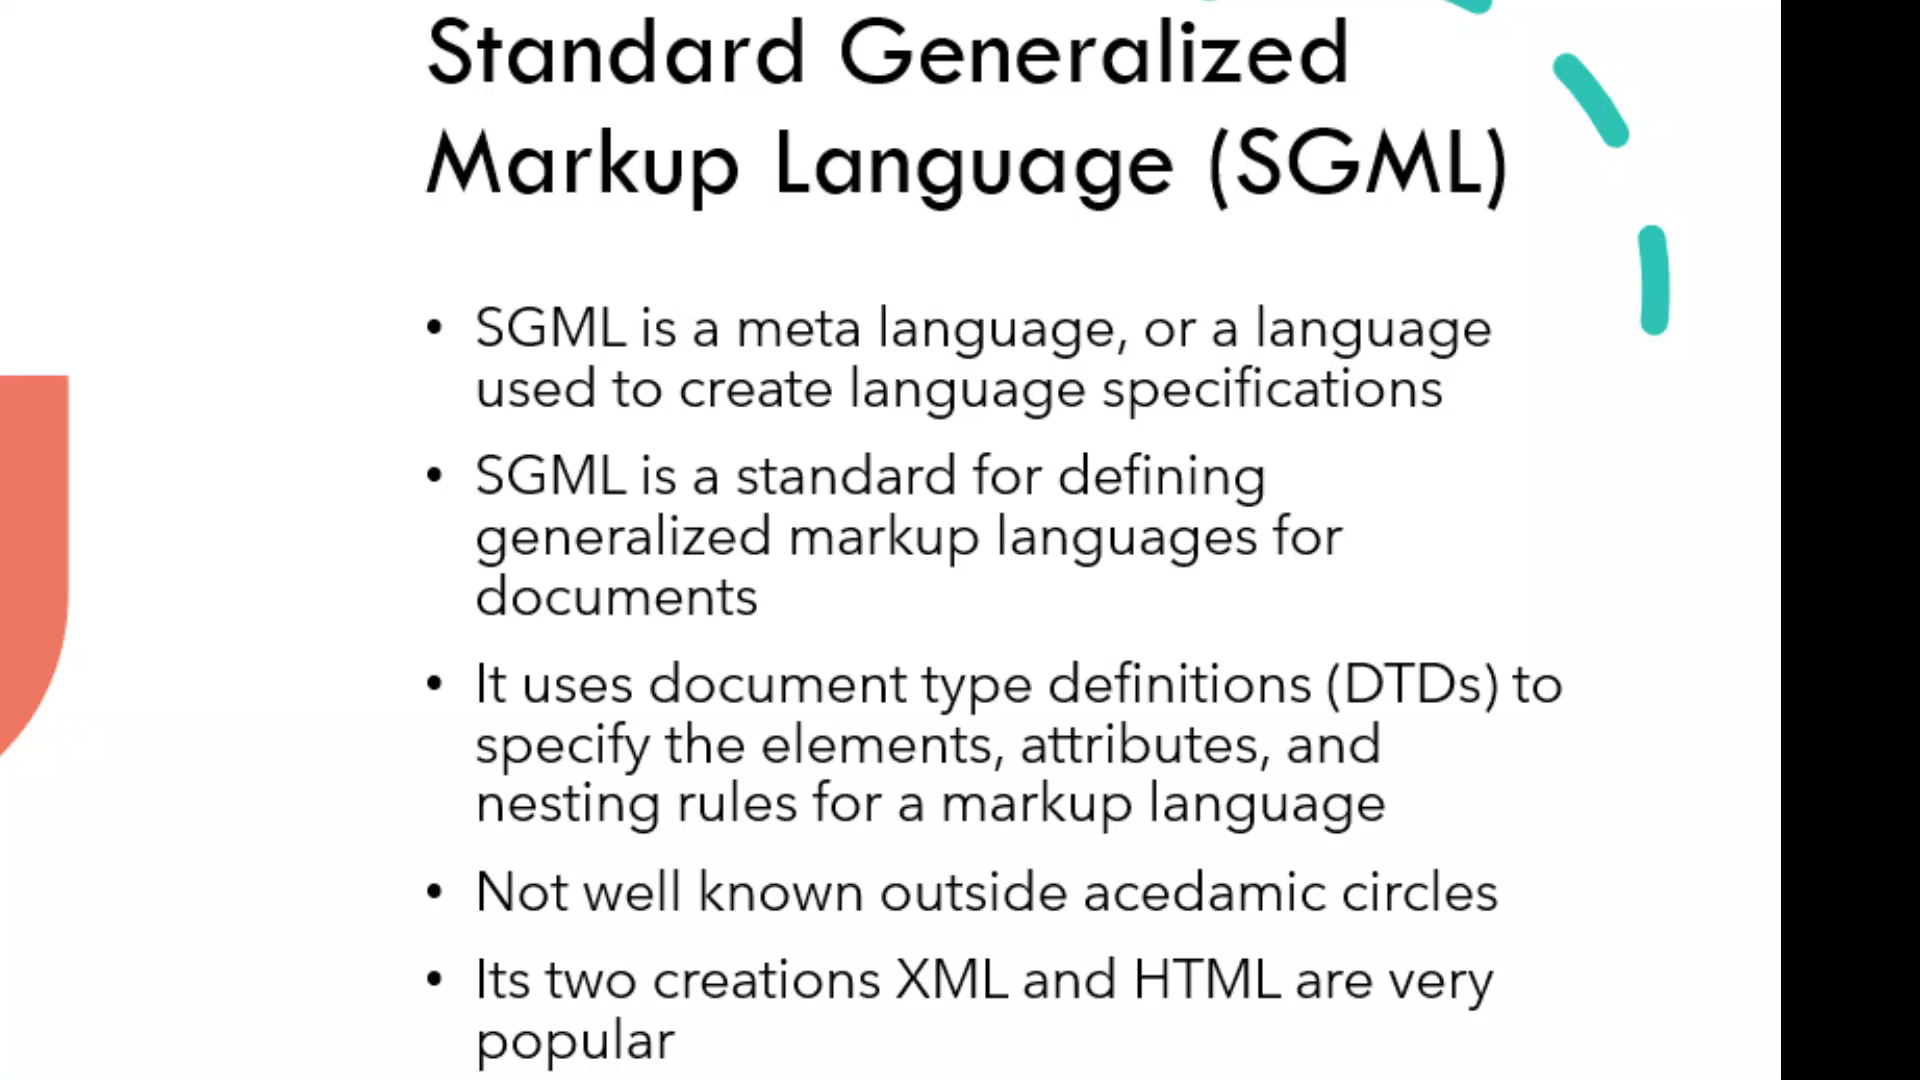 Standard Generalized
Markup Language (SGML)
• SGML is a meta language, or a language
used to create language specifications
• SGML is a standard for defining
generalized markup languages for
documents
• It uses document type definitions (DTDs) to
specify the elements, attributes, and
nesting rules for a markup language
• Not well known outside acedamic circles
• Its two creations XML and HTML are very
popular